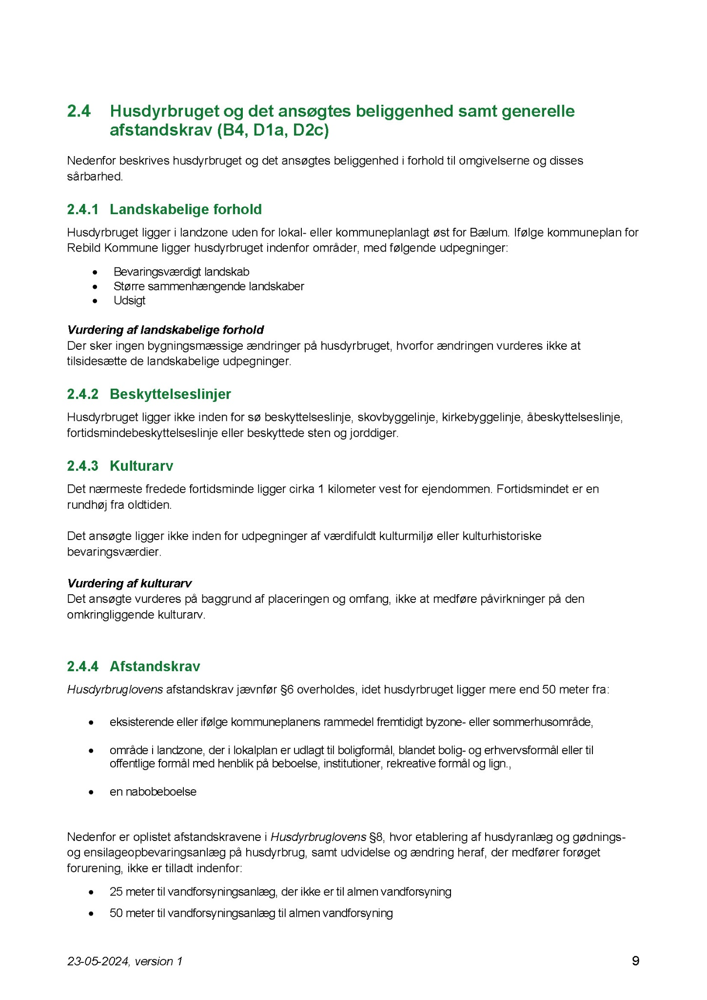 2.4 Husdyrbruget og det ansøgtes beliggenhed samt generelle
afstandskrav (B4, D1a, D2c)
Nedenfor beskrives husdyrbruget og det ansøgtes beliggenhed i forhold til omgivelserne og disses
sårbarhed.
2.4.1 Landskabelige forhold
Husdyrbruget ligger i landzone uden for lokal- eller kommuneplanlagt øst for Bælum. Ifølge kommuneplan for
Rebild Kommune ligger husdyrbruget indenfor områder, med følgende udpegninger:
• Bevaringsværdigt landskab
• Større sammenhængende landskaber
• Udsigt
Vurdering af landskabelige forhold
Der sker ingen bygningsmæssige ændringer på husdyrbruget, hvorfor ændringen vurderes ikke at
tilsidesætte de landskabelige udpegninger.
2.4.2 Beskyttelseslinjer
Husdyrbruget ligger ikke inden for sø beskyttelseslinje, skovbyggelinje, kirkebyggelinje, åbeskyttelseslinje,
fortidsmindebeskyttelseslinje eller beskyttede sten og jorddiger.
2.4.3 Kulturarv
Det nærmeste fredede fortidsminde ligger cirka 1 kilometer vest for ejendommen. Fortidsmindet er en
rundhøj fra oldtiden.
Det ansøgte ligger ikke inden for udpegninger af værdifuldt kulturmiljø eller kulturhistoriske
bevaringsværdier.
Vurdering af kulturarv
Det ansøgte vurderes på baggrund af placeringen og omfang, ikke at medføre påvirkninger på den
omkringliggende kulturarv.
2.4.4 Afstandskrav
Husdyrbruglovens afstandskrav jævnfør §6 overholdes, idet husdyrbruget ligger mere end 50 meter fra:
• eksisterende eller ifølge kommuneplanens rammedel fremtidigt byzone- eller sommerhusområde,
• område i landzone, der i lokalplan er udlagt til boligformål, blandet bolig- og erhvervsformål eller til
offentlige formål med henblik på beboelse, institutioner, rekreative formål og lign.,
• en nabobeboelse
Nedenfor er oplistet afstandskravene i Husdyrbruglovens §8, hvor etablering af husdyranlæg og gødnings-
og ensilageopbevaringsanlæg på husdyrbrug, samt udvidelse og ændring heraf, der medfører forøget
forurening, ikke er tilladt indenfor:
• 25 meter til vandforsyningsanlæg, der ikke er til almen vandforsyning
• 50 meter til vandforsyningsanlæg til almen vandforsyning
23-05-2024, version 1 9